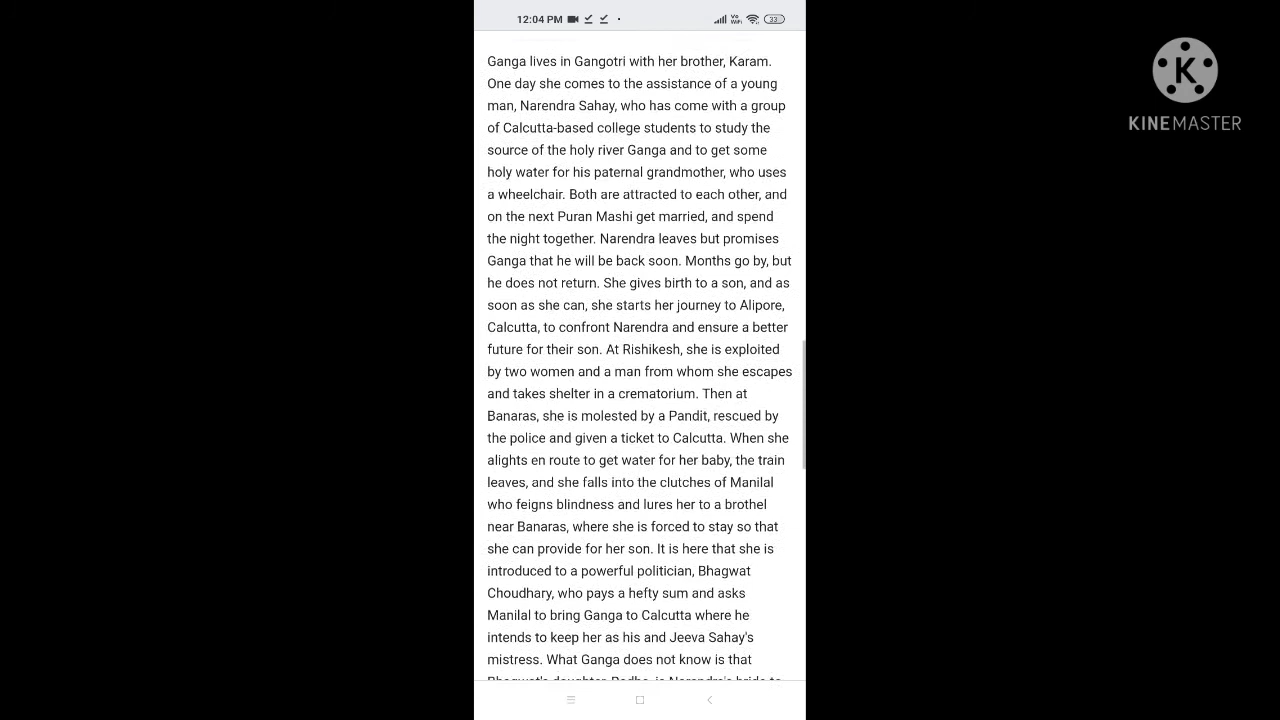 12:04 PM
Vo
WiFi
33
Ganga lives in Gangotri with her brother, Karam.
One day she comes to the assistance of a young
man, Narendra Sahay, who has come with a group
of Calcutta-based college students to study the
source of the holy river Ganga and to get some
holy water for his paternal grandmother, who uses
a wheelchair. Both are attracted to each other, and
on the next Puran Mashi get married, and spend
the night together. Narendra leaves but promises
Ganga that he will be back soon. Months go by, but
he does not return. She gives birth to a son, and as
soon as she can, she starts her journey to Alipore,
Calcutta, to confront Narendra and ensure a better
future for their son. At Rishikesh, she is exploited
by two women and a man from whom she escapes
and takes shelter in a crematorium. Then at
Banaras, she is molested by a Pandit, rescued by
the police and given a ticket to Calcutta. When she
alights en route to get water for her baby, the train
leaves, and she falls into the clutches of Manilal
who feigns blindness and lures her to a brothel
near Banaras, where she is forced to stay so that
she can provide for her son. It is here that she is
introduced to a powerful politician, Bhagwat
Choudhary, who pays a hefty sum and asks
Manilal to bring Ganga to Calcutta where he
intends to keep her as his and Jeeva Sahay's
mistress. What Ganga does not know is that
Bhagwat's daughter, Radha, is Narendra's bride to
K
KINEMASTER